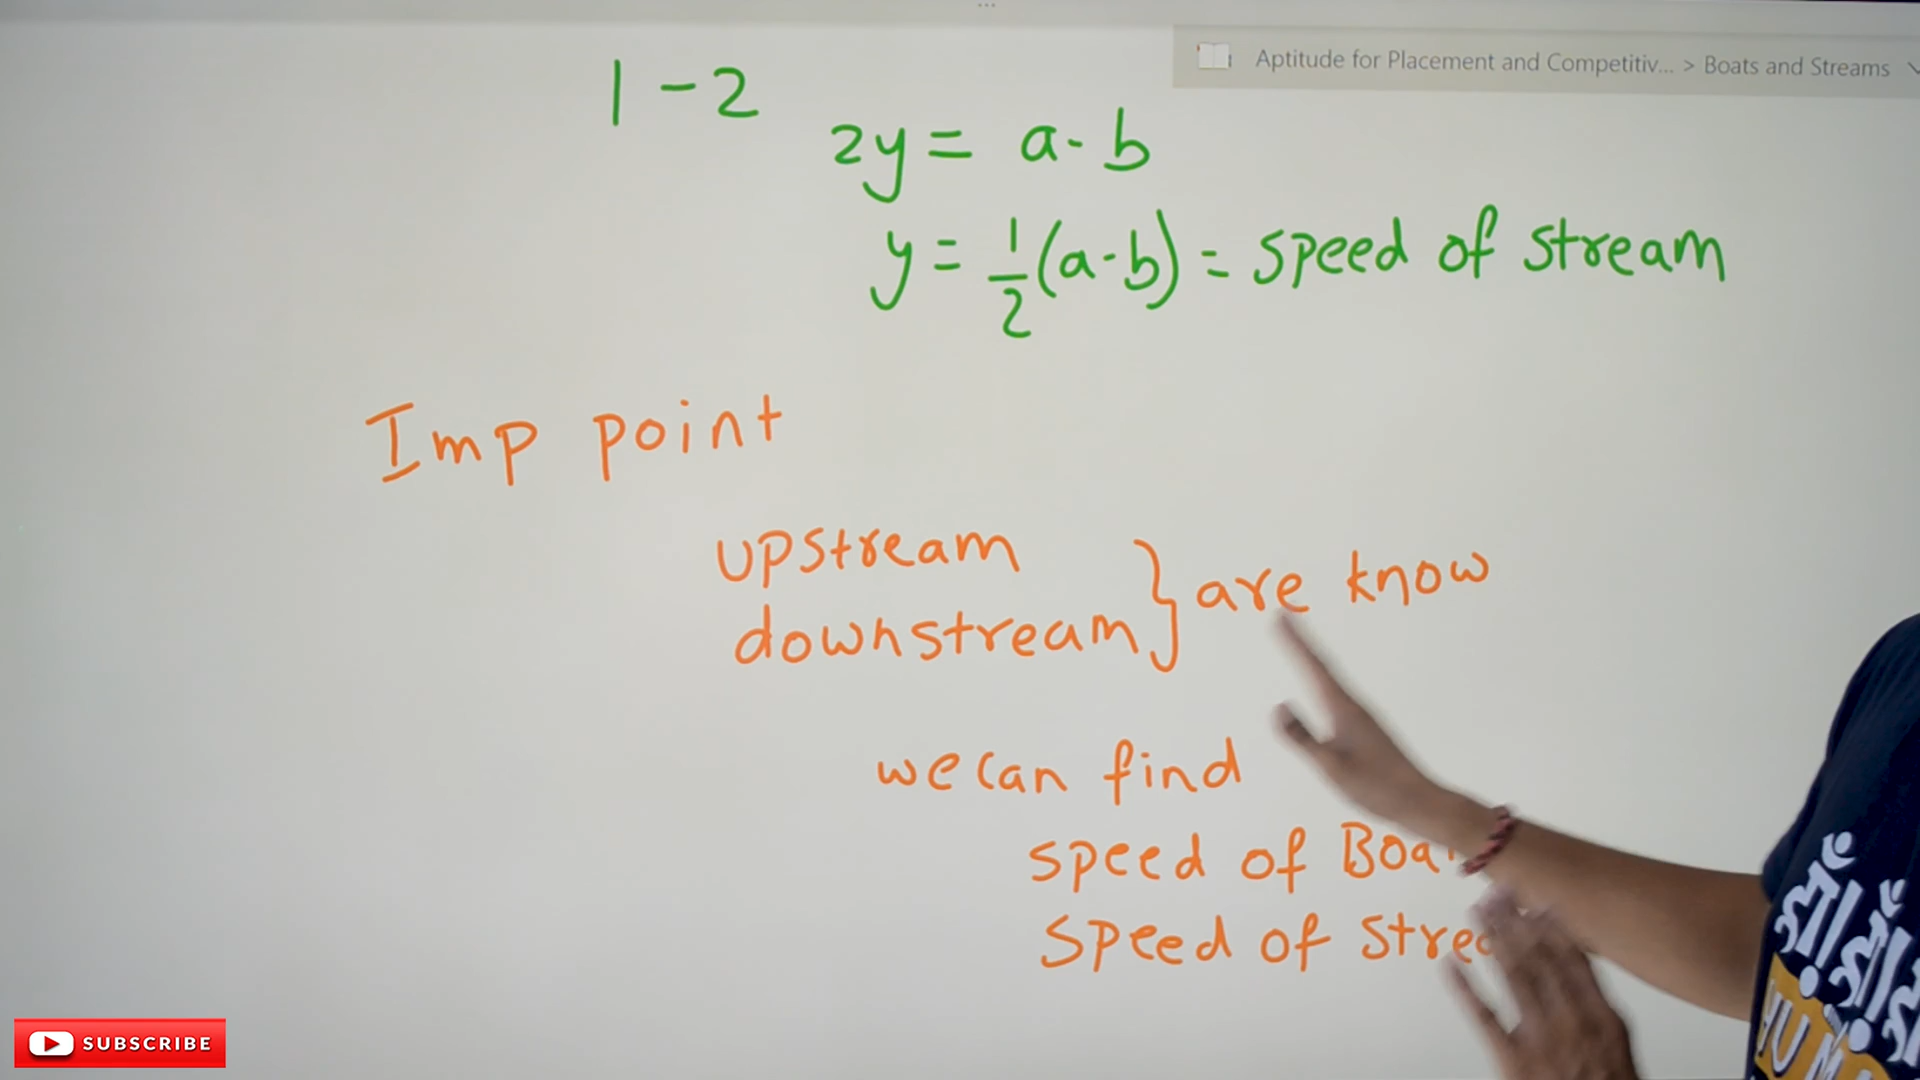 Aptitude for Placement and Competitiv... > Boats and Streams
1 - 2
2y = a - b
y = 1/2 (a - b) = speed of stream
Imp point
upstream
downstream } are know
we can find
speed of
speed of
SUBSCRIBE